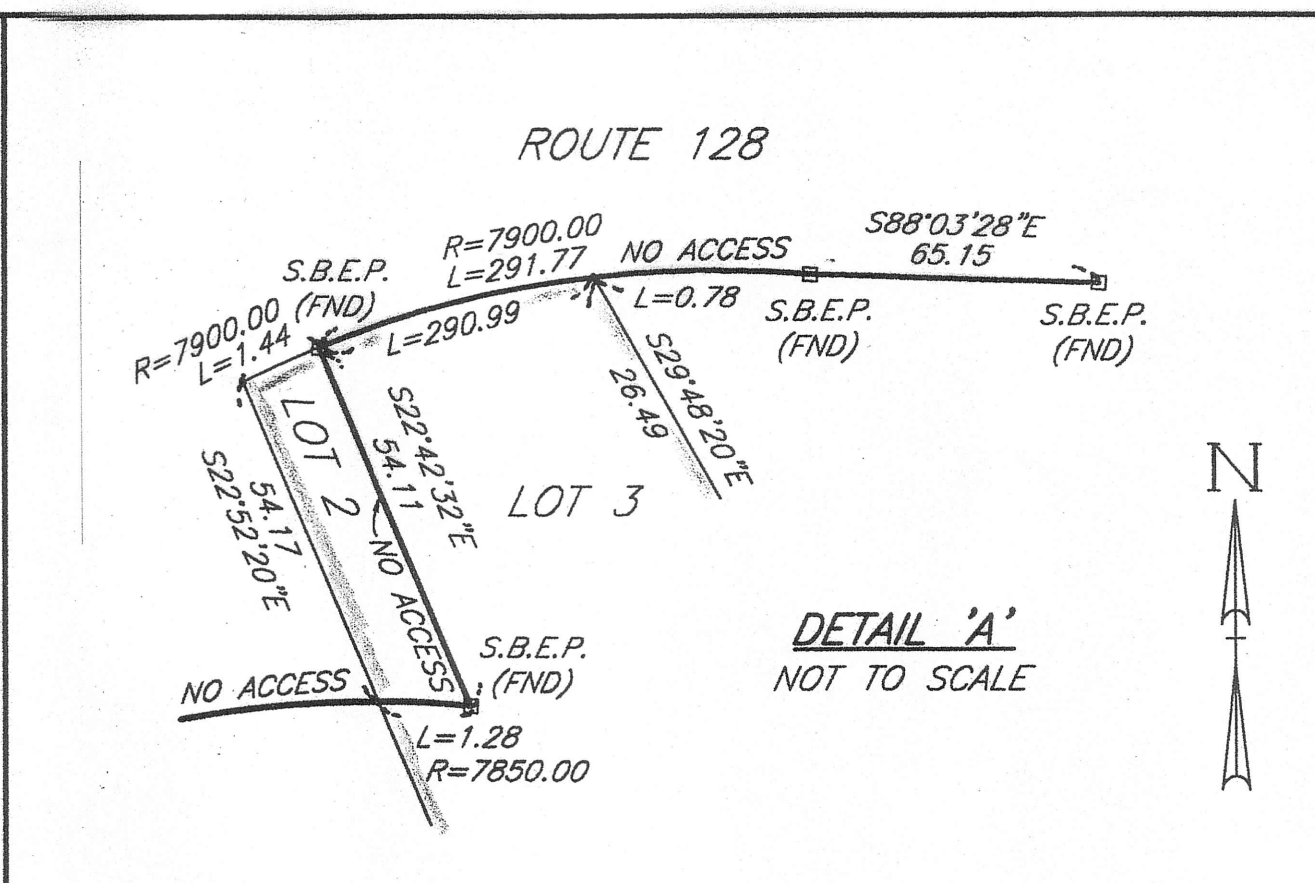 ROUTE 128
R=7900.00
L=291.77
NO ACCESS
S88°03'28"E
65.15
S.B.E.P.
(FND)
L=290.99
L=0.78
S.B.E.P.
(FND)
S.B.E.P.
(FND)
R=7900.00
L=1.44
S29°48'20"E
26.49
LOT 2
S22°42'32"E
54.11
54.17
S22°52'20"E
LOT 3
N
NO ACCESS
NO ACCESS
S.B.E.P.
(FND)
L=1.28
R=7850.00
DETAIL 'A'
NOT TO SCALE